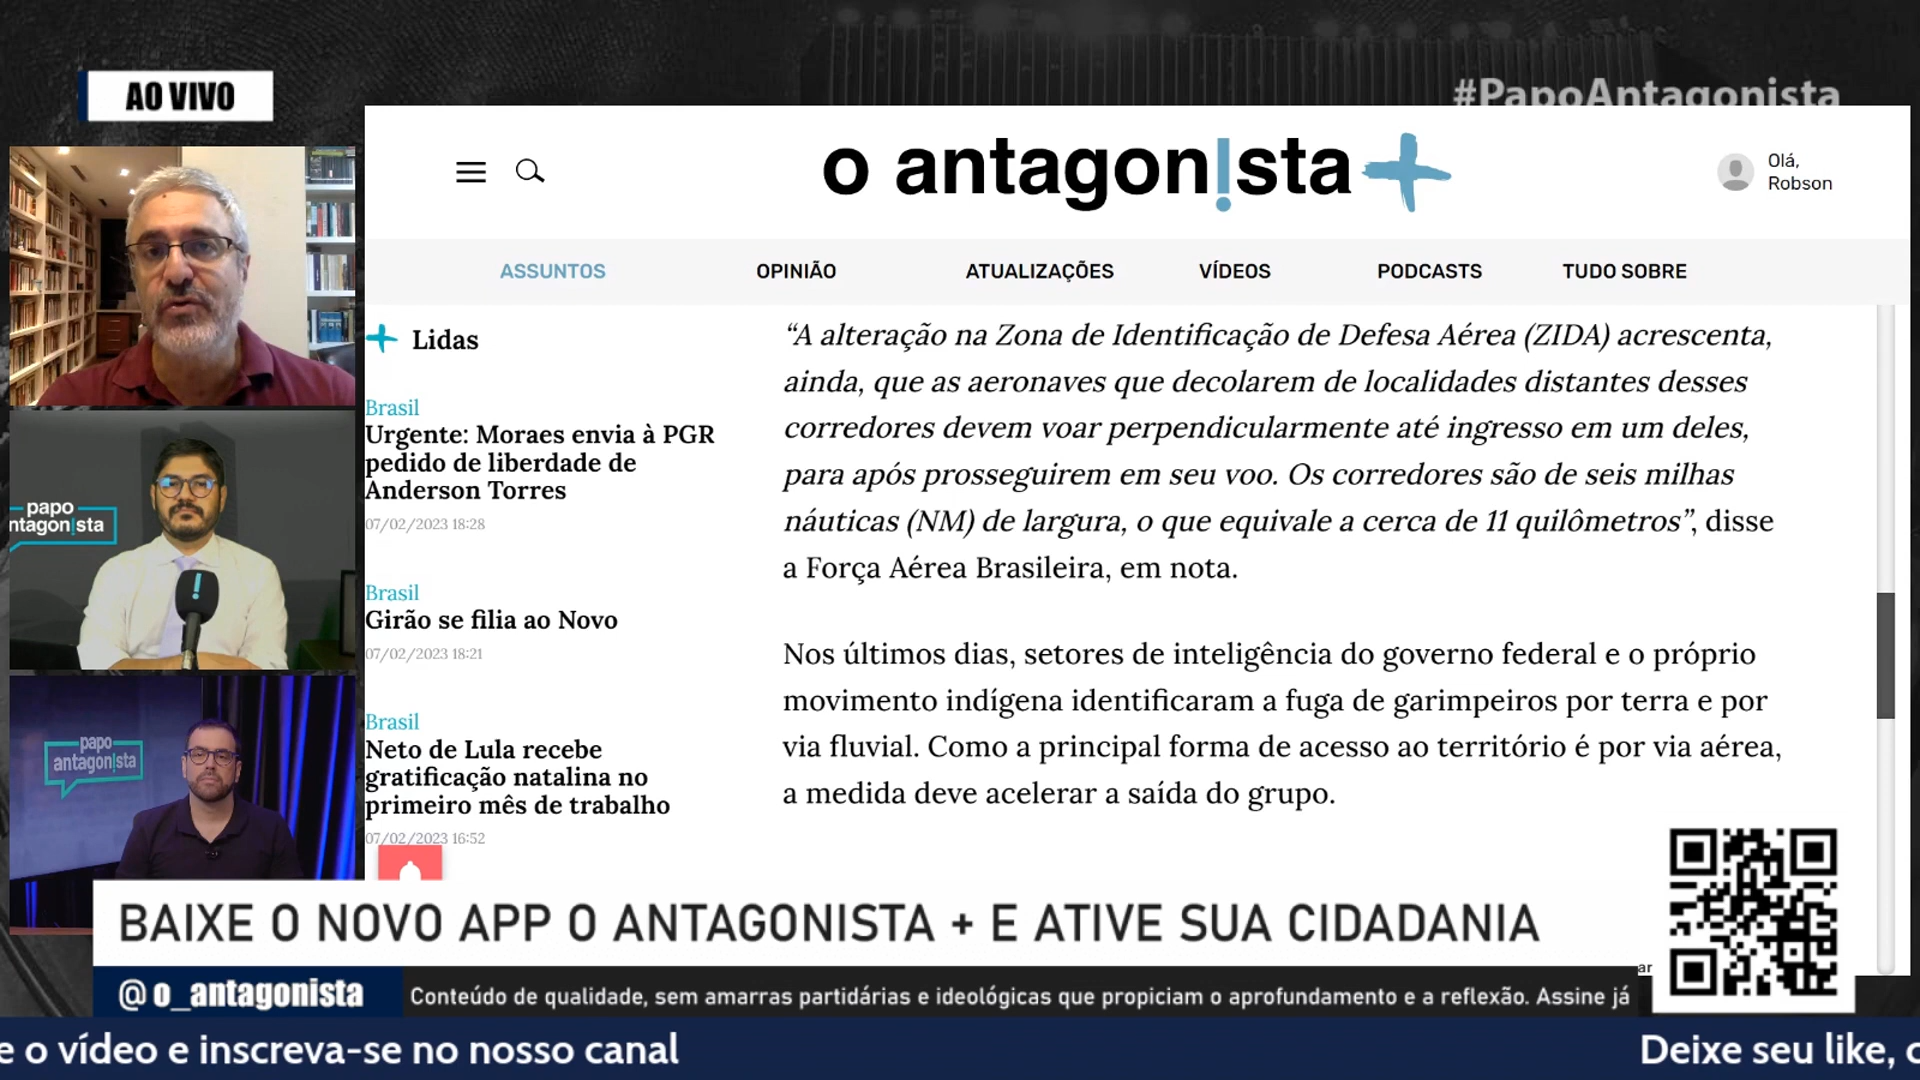 AO VIVO
#PapoAntagonista
o antagon!sta+
Olá,
Robson
ASSUNTOS
OPINIÃO
ATUALIZAÇÕES
VÍDEOS
PODCASTS
TUDO SOBRE
Lidas
Brasil
Urgente: Moraes envia à PGR
pedido de liberdade de
Anderson Torres
07/02/2023 18:28
Brasil
Girão se filia ao Novo
07/02/2023 18:21
Brasil
Neto de Lula recebe
gratificação natalina no
primeiro mês de trabalho
07/02/2023 16:52
“A alteração na Zona de Identificação de Defesa Aérea (ZIDA) acrescenta,
ainda, que as aeronaves que decolarem de localidades distantes desses
corredores devem voar perpendicularmente até ingresso em um deles,
para após prosseguirem em seu voo. Os corredores são de seis milhas
náuticas (NM) de largura, o que equivale a cerca de 11 quilômetros”, disse
a Força Aérea Brasileira, em nota.
Nos últimos dias, setores de inteligência do governo federal e o próprio
movimento indígena identificaram a fuga de garimpeiros por terra e por
via fluvial. Como a principal forma de acesso ao território é por via aérea,
a medida deve acelerar a saída do grupo.
papo
ntagon!sta
papo
antagon!sta
BAIXE O NOVO APP O ANTAGONISTA + E ATIVE SUA CIDADANIA
ar
@o_antagonista
Conteúdo de qualidade, sem amarras partidárias e ideológicas que propiciam o aprofundamento e a reflexão. Assine já
e o vídeo e inscreva-se no nosso canal
Deixe seu like, c